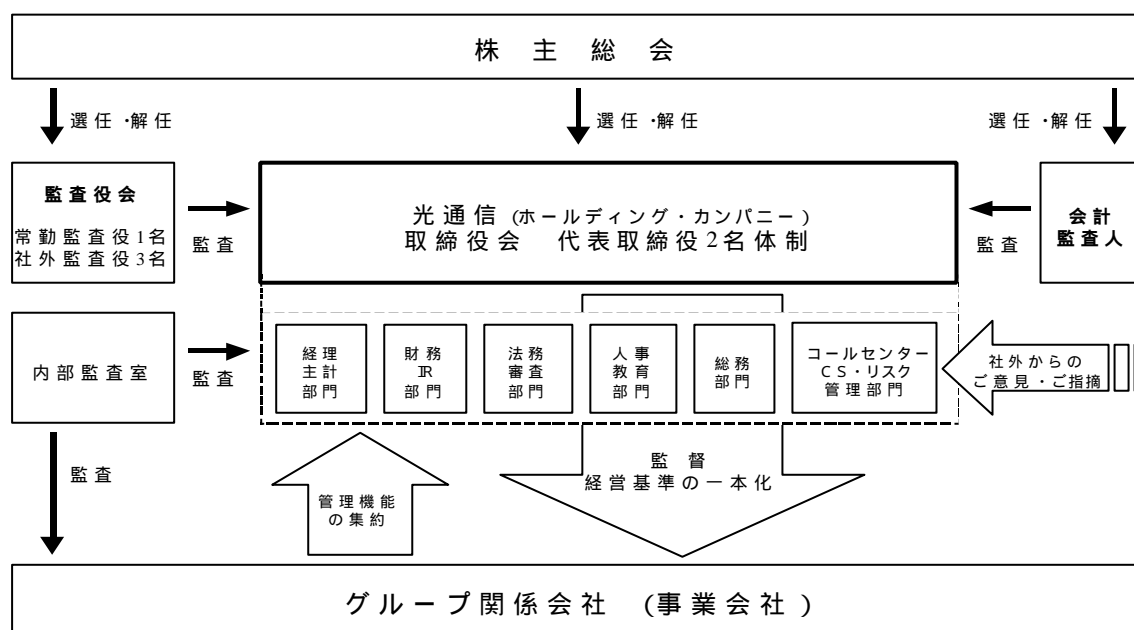 株主総会
選任・解任
選任・解任
選任・解任
監査役会
常勤監査役1名
社外監査役3名
監査
光通信 (ホールディング・カンパニー)
取締役会 代表取締役2名体制
監査
会計
監査人
内部監査室
監査
経理
主計
部門
財務
IR
部門
法務
審査
部門
人事
教育
部門
総務
部門
コールセンター
CS・リスク
管理部門
社外からの
ご意見・ご指摘
監査
管理機能
の集約
監督
経営基準の一本化
グループ関係会社 (事業会社)